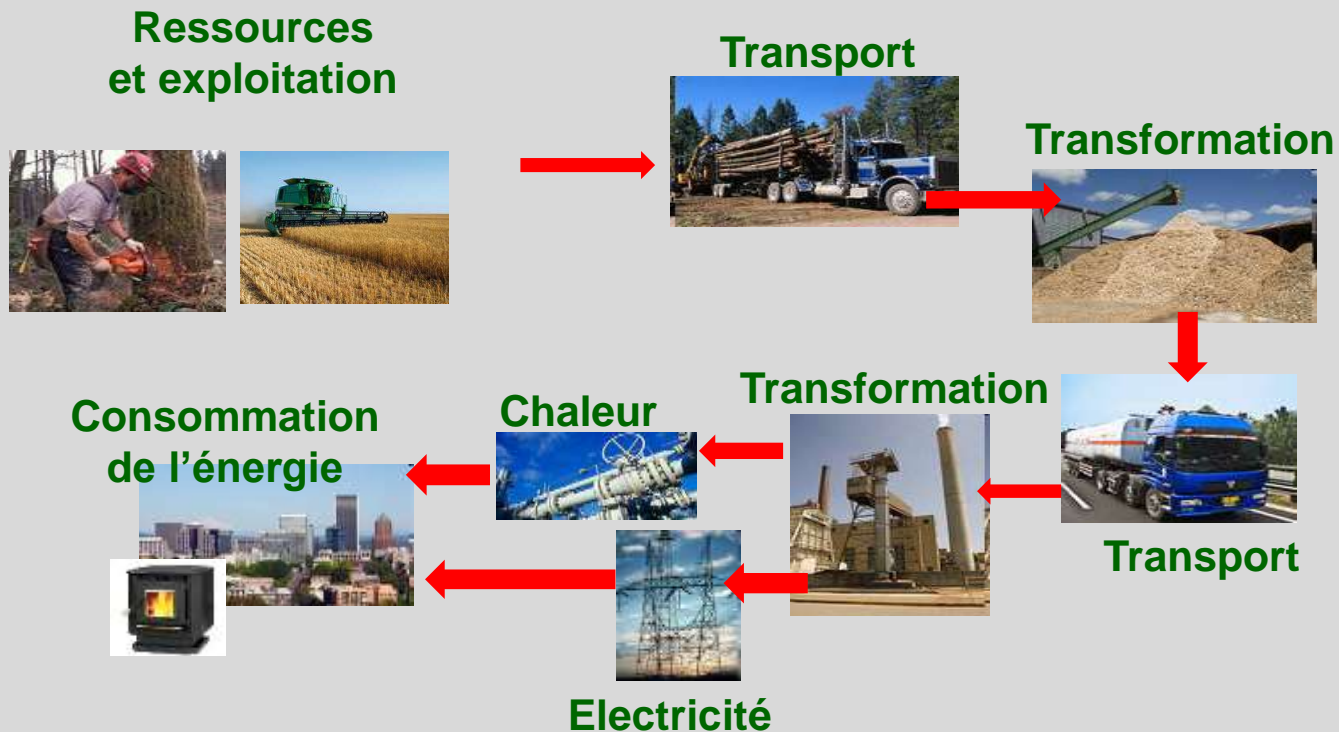 Ressources
et exploitation
Transport
Transformation
Transport
Transformation
Chaleur
Electricité
Consommation
de l’énergie